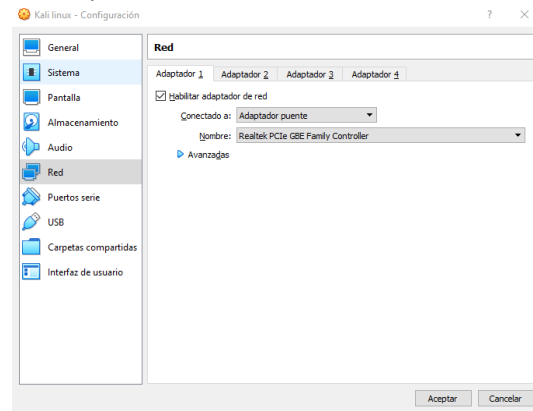 Kali linux - Configuración
?
General
Sistema
Pantalla
Almacenamiento
Audio
Red
Puertos serie
USB
Carpetas compartidas
Interfaz de usuario
Red
Adaptador 1 Adaptador 2 Adaptador 3 Adaptador 4
Habilitar adaptador de red
Conectado a: Adaptador puente
Nombre: Realtek PCIe GBE Family Controller
Avanzadas
Aceptar Cancelar